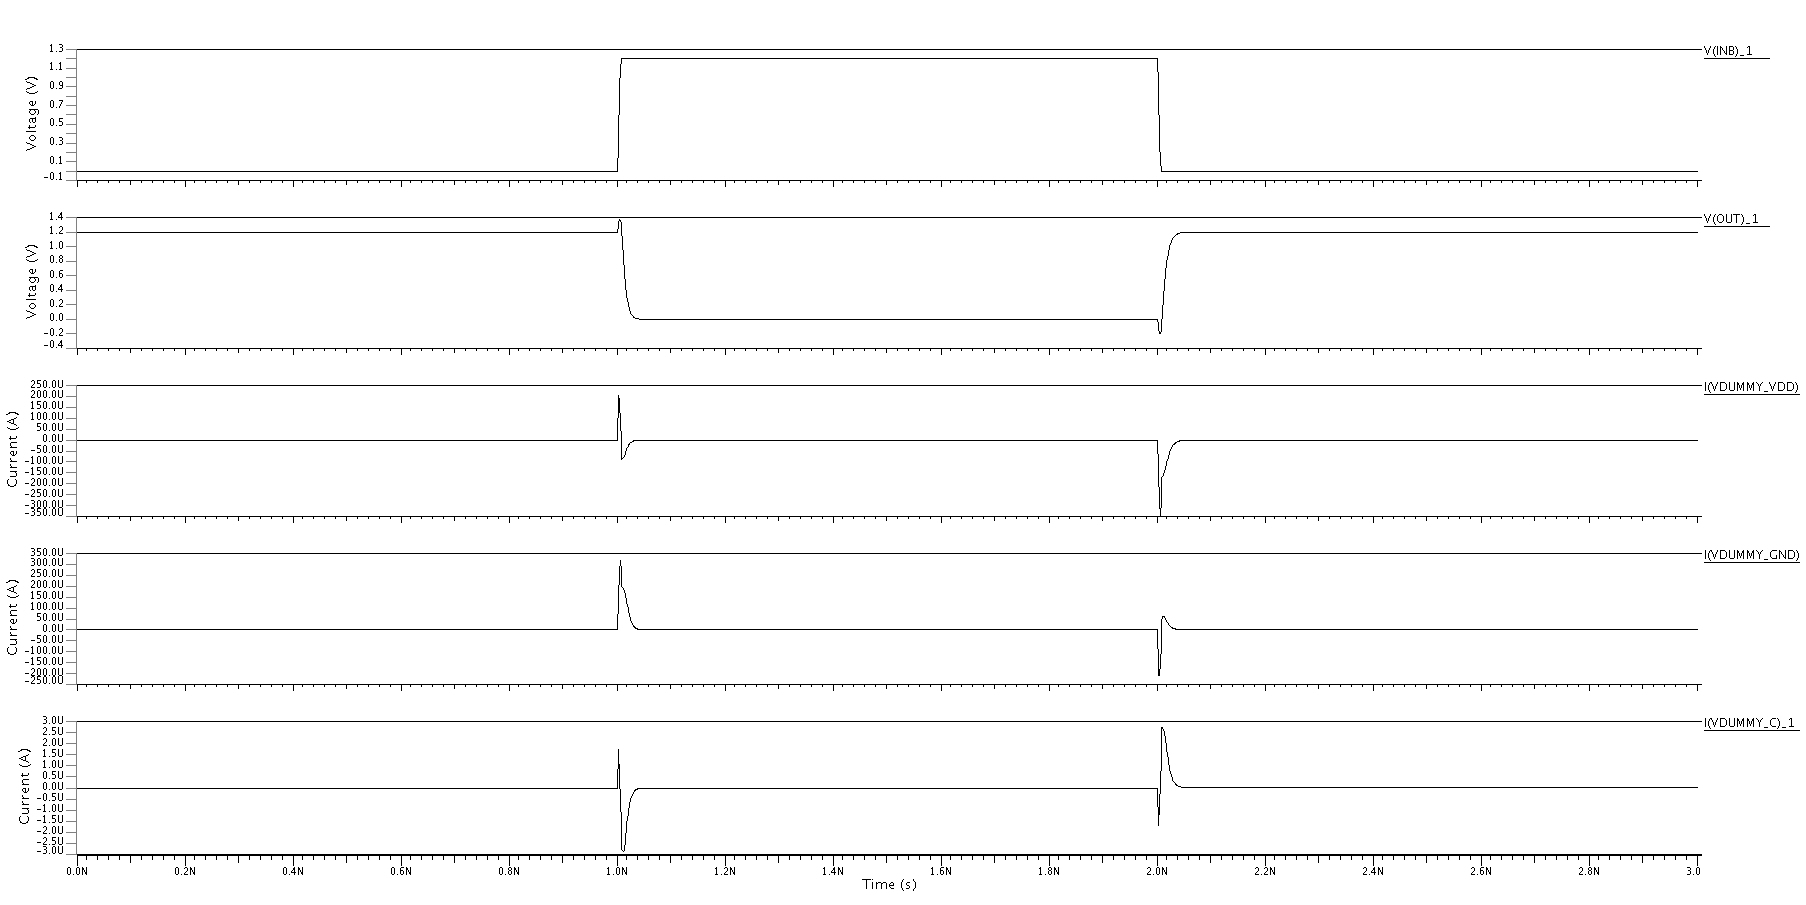 V(INB)_1
Voltage (V)
1.3
1.1
0.9
0.7
0.5
0.3
0.1
-0.1
V(OUT)_1
Voltage (V)
1.4
1.2
1.0
0.8
0.6
0.4
0.2
0.0
-0.2
-0.4
I(VDUMMY_VDD)
Current (A)
250.0U
200.0U
150.0U
100.0U
50.0U
0.0U
-50.0U
-100.0U
-150.0U
-200.0U
-250.0U
-300.0U
-350.0U
I(VDUMMY_GND)
Current (A)
350.0U
300.0U
250.0U
200.0U
150.0U
100.0U
50.0U
0.0U
-50.0U
-100.0U
-150.0U
-200.0U
-250.0U
I(VDUMMY_C)_1
Current (A)
3.0U
2.5U
2.0U
1.5U
1.0U
0.5U
0.0U
-0.5U
-1.0U
-1.5U
-2.0U
-2.5U
-3.0U
0.0N 0.2N 0.4N 0.6N 0.8N 1.0N 1.2N 1.4N 1.6N 1.8N 2.0N 2.2N 2.4N 2.6N 2.8N 3.0
Time (s)